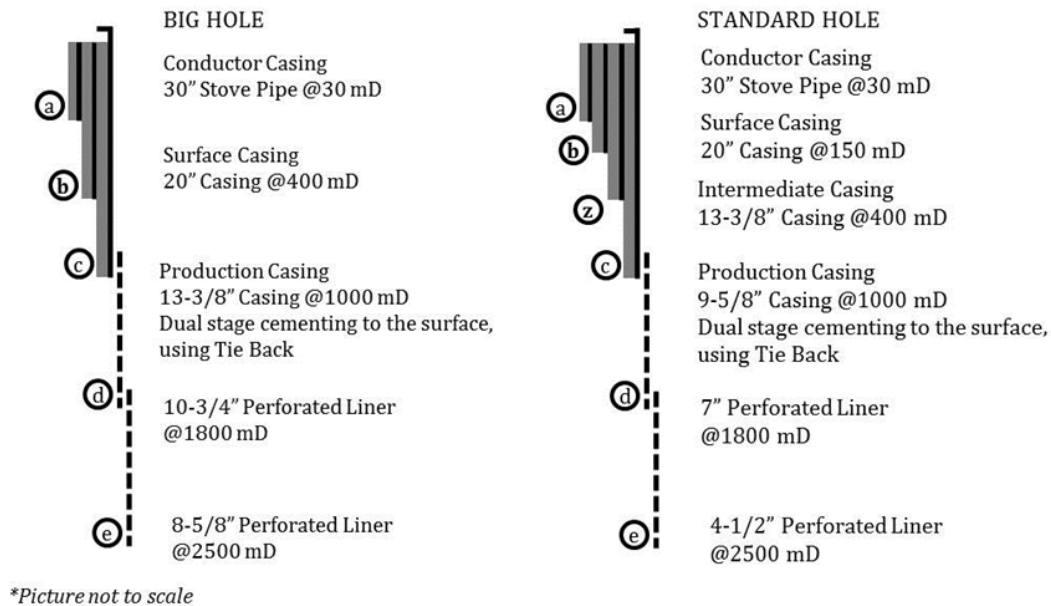 BIG HOLE
Conductor Casing
30” Stove Pipe @30 mD
a
Surface Casing
20” Casing @400 mD
b
c
Production Casing
13-3/8” Casing @1000 mD
Dual stage cementing to the surface,
using Tie Back
d
10-3/4” Perforated Liner
@1800 mD
e
8-5/8” Perforated Liner
@2500 mD
STANDARD HOLE
Conductor Casing
30” Stove Pipe @30 mD
a
Surface Casing
20” Casing @150 mD
b
Intermediate Casing
13-3/8” Casing @400 mD
z
c
Production Casing
9-5/8” Casing @1000 mD
Dual stage cementing to the surface,
using Tie Back
d
7” Perforated Liner
@1800 mD
e
4-1/2” Perforated Liner
@2500 mD
*Picture not to scale